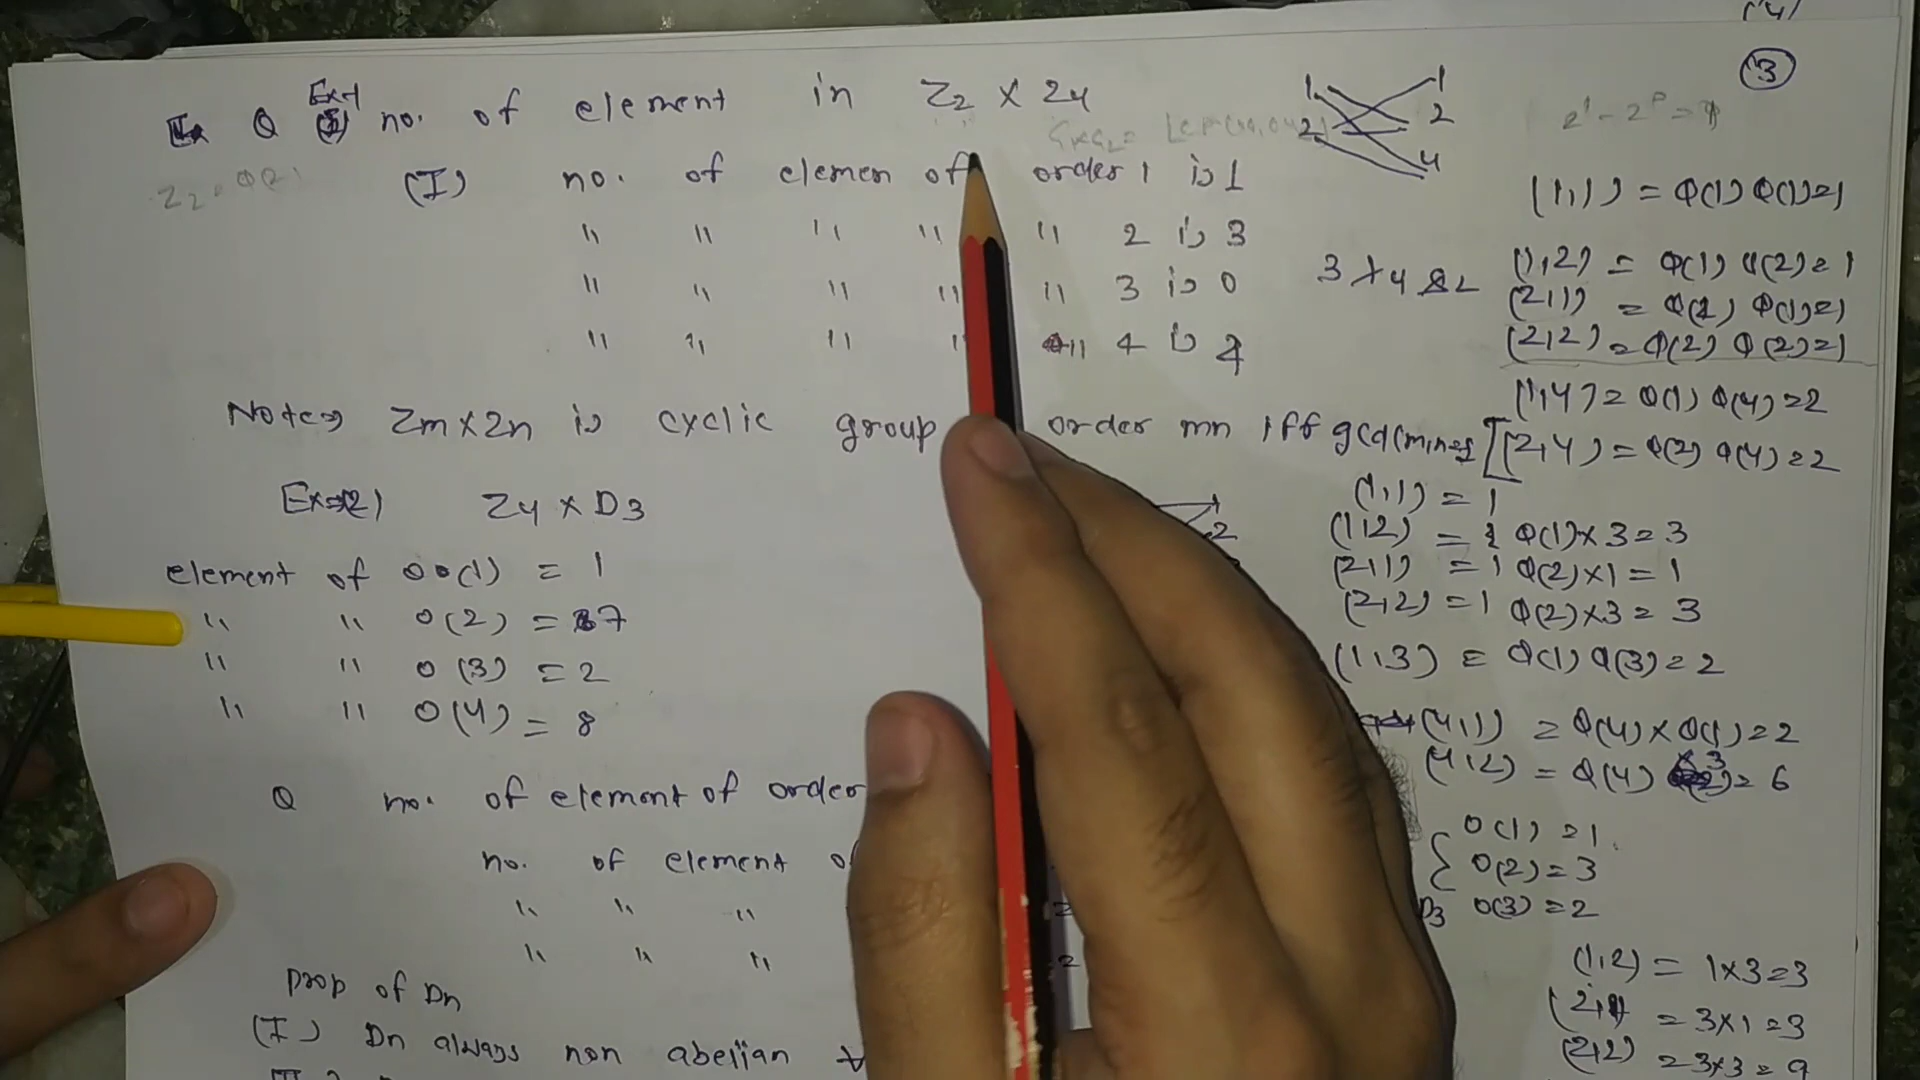 Q Ex-1 no. of element in Z2 × Z4
(I) no. of elemen of order 1 is 1
" " " " " 2 is 3
" " " " " 3 is 0
" " " " " 4 is 4
Note⇒ Zm×Zn is cyclic group order mn iff gcd(m,n=1
Ex⇒2) Z4 × D3
element of o(1) = 1
" " o(2) = 7
" " o(3) = 2
" " o(4) = 8
Q no. of element of order
no. of element
" " "
" " "
Prop of Dn
(I) Dn always non abelian
③
1 1
2 2
4
(1,1) = Φ(1) Φ(1)=1
(1,2) = Φ(1) Φ(2)=1
(2,1) = Φ(2) Φ(1)=1
(2,2) = Φ(2) Φ(2)=1
(1,4) = Φ(1) Φ(4)=2
(2,4) = Φ(2) Φ(4)=2
(1,1) = 1
(1,2) = Φ(1)×3=3
(2,1) = 1 Φ(2)×1=1
(2,2) = 1 Φ(2)×3=3
(1,3) = Φ(1) Φ(3)=2
(4,1) = Φ(4)×Φ(1)=2
(4,2) = Φ(4) ×3 = 6
O(1) = 1
O(2) = 3
D3 O(3) = 2
(1,2) = 1×3=3
(2,1 = 3×1=3
(2,2) = 3×3=9